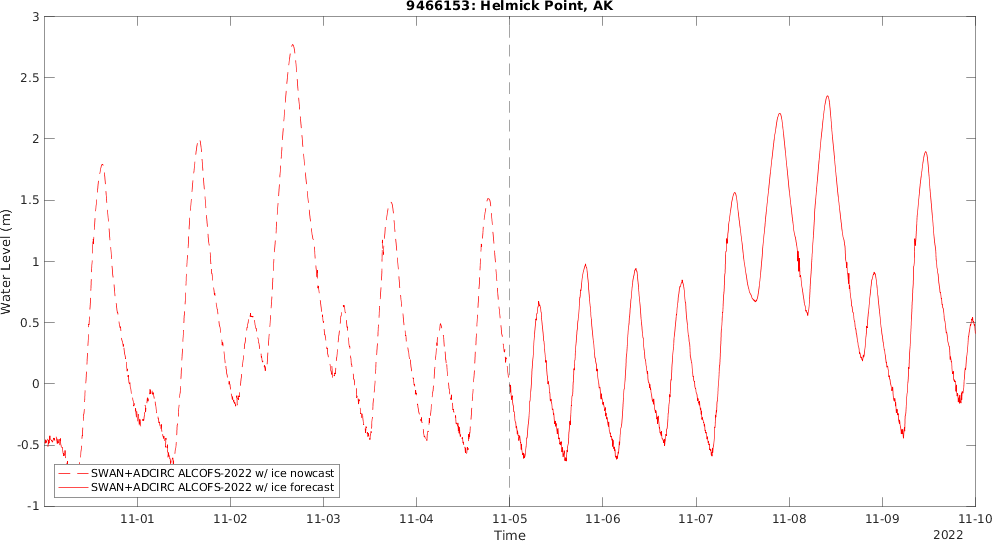 9466153: Helmick Point, AK
Water Level (m)
3
2.5
2
1.5
1
0.5
0
-0.5
-1
SWAN+ADCIRC ALCOFS-2022 w/ ice nowcast
SWAN+ADCIRC ALCOFS-2022 w/ ice forecast
11-01 11-02 11-03 11-04 11-05 11-06 11-07 11-08 11-09 11-10
Time
2022